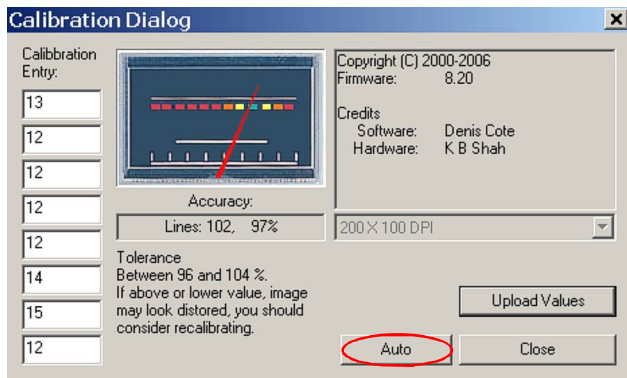 Calibration Dialog
Calibbration
Entry:
13
12
12
12
12
14
15
12
Accuracy:
Lines: 102, 97%
Tolerance
Between 96 and 104 %.
If above or lower value, image
may look distored, you should
consider recalibrating.
Copyright (C) 2000-2006
Firmware: 8.20
Credits
Software: Denis Cote
Hardware: K B Shah
200 X 100 DPI
Upload Values
Auto
Close